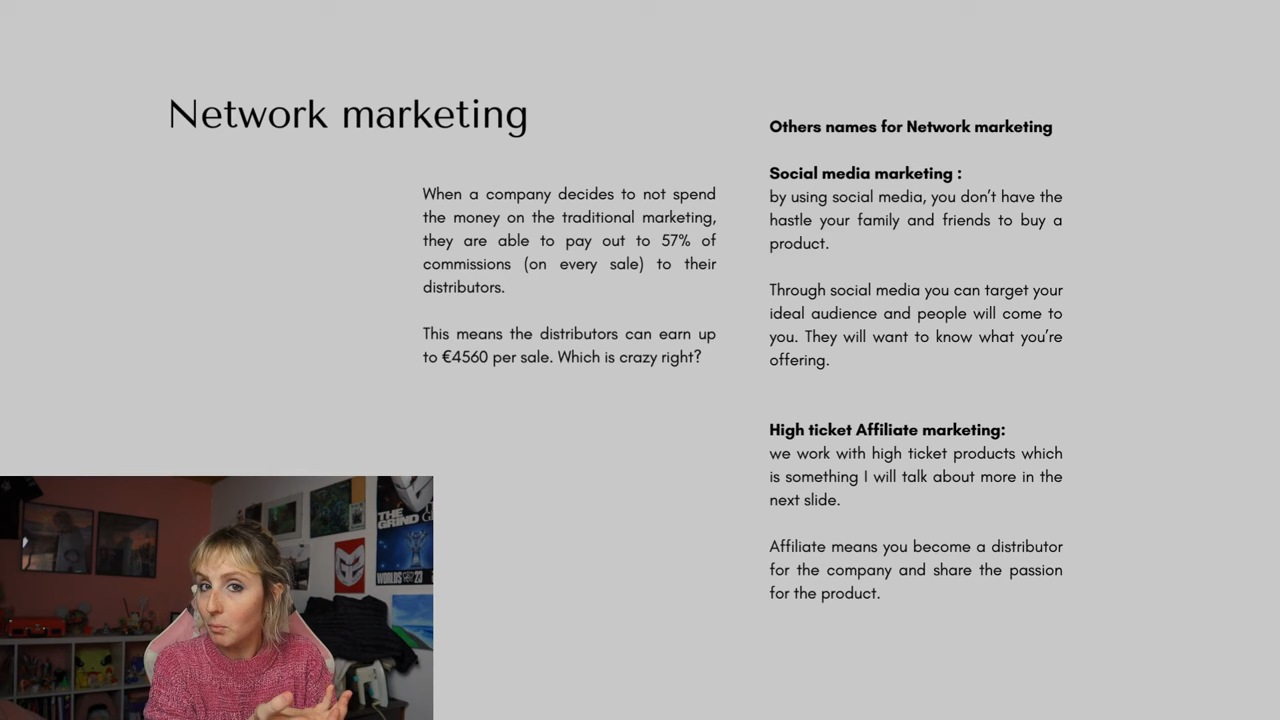 Network marketing
When a company decides to not spend
the money on the traditional marketing,
they are able to pay out to 57% of
commissions (on every sale) to their
distributors.
This means the distributors can earn up
to €4560 per sale. Which is crazy right?
Others names for Network marketing
Social media marketing :
by using social media, you don't have the
hastle your family and friends to buy a
product.
Through social media you can target your
ideal audience and people will come to
you. They will want to know what you're
offering.
High ticket Affiliate marketing:
we work with high ticket products which
is something I will talk about more in the
next slide.
Affiliate means you become a distributor
for the company and share the passion
for the product.
THE
GRIND
WORLDS 23